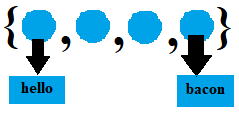 { , , , }
hello
bacon